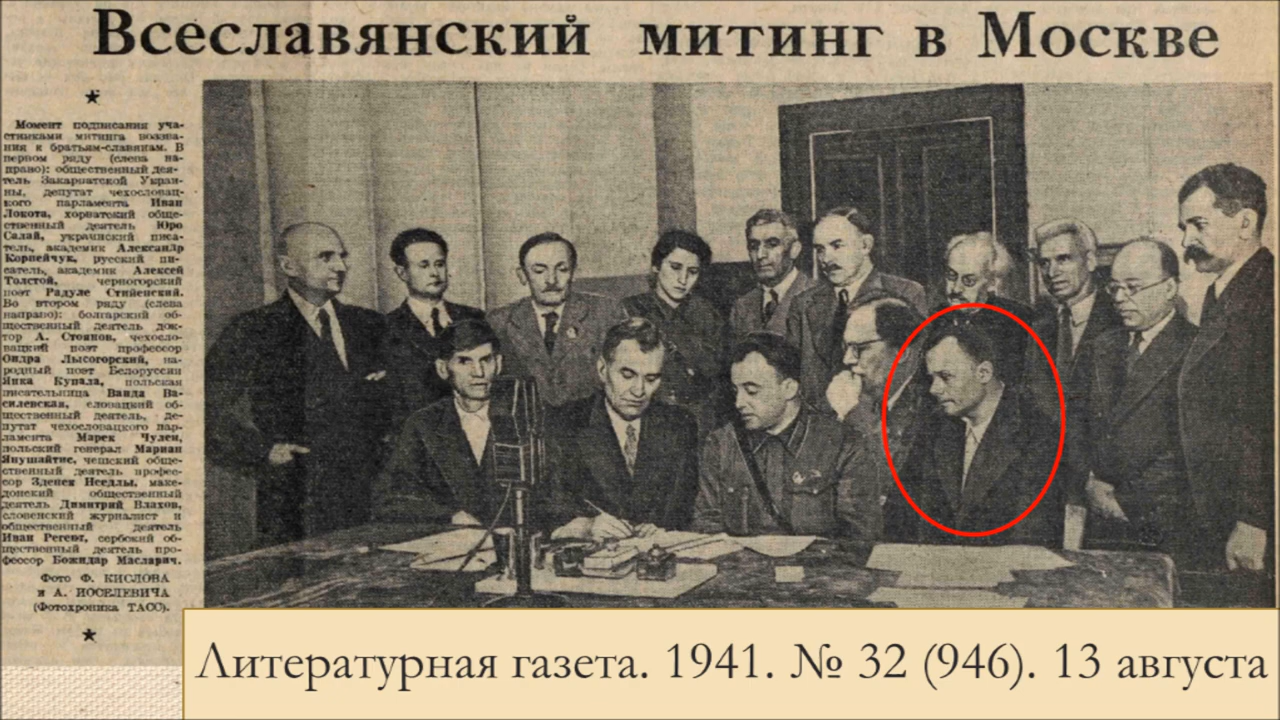 Всеславянский митинг в Москве
Момент подписания уча-
стниками митинга воззва-
ния к братьям-славянам. В
первом ряду (слева на-
право): общественный дея-
тель Закарпатской Украи-
ны, депутат чехословац-
кого парламента Иван
Локота, хорватский обще-
ственный деятель Юро
Салай, украинский писа-
тель, академик Александр
Корнейчук, русский пи-
сатель, академик Алексей
Толстой, черногорский
поэт Радуле Стийенский.
Во втором ряду (слева
направо): болгарский об-
щественный деятель док-
тор А. Стоянов, чехосло-
вацкий поэт профессор
Ондра Лысогорский, на-
родный поэт Белоруссии
Янка Купала, польская
писательница Ванда Ва-
силевская, словацкий об-
щественный деятель, де-
путат чехословацкого пар-
ламента Марек Чулен,
польский генерал Мариан
Янушайтис, чешский обще-
ственный деятель профес-
сор Зденек Неедлы, маке-
донский общественный
деятель Димитрий Влахов,
словенский журналист и
общественный деятель
Иван Регент, сербский об-
щественный деятель про-
фессор Божидар Масларич.
Фото Ф. КИСЛОВА
и А. ИОСЕЛЕВИЧА
(Фотохроника ТАСС).
Литературная газета. 1941. № 32 (946). 13 августа